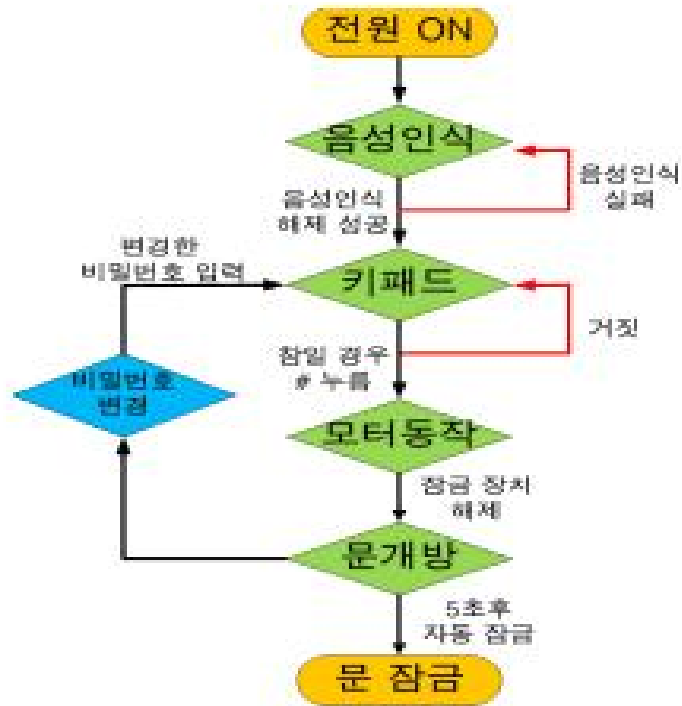 전원 ON
음성인식
음성인식
실패
음성인식
해제 성공
변경한
비밀번호 입력
키패드
거짓
참일 경우
# 누름
비밀번호
변경
모터동작
잠금 장치
해제
문개방
5초후
자동 잠금
문 잠금